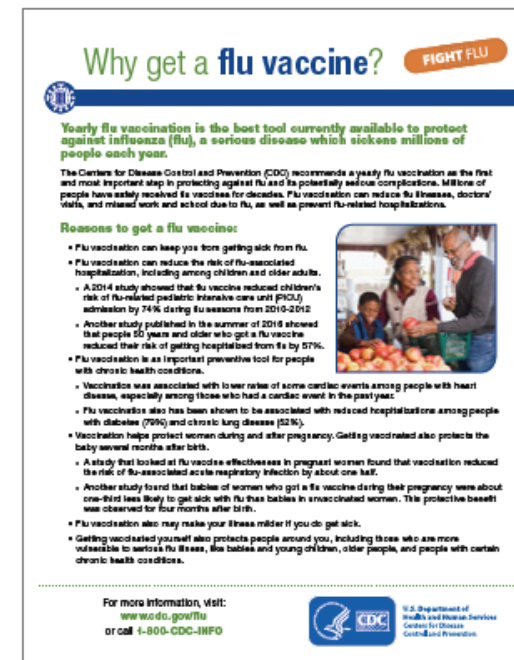 Why get a flu vaccine?
FIGHT FLU
Yearly flu vaccination is the best tool currently available to protect
against influenza (flu), a serious disease which sickens millions of
people each year.
The Centers for Disease Control and Prevention (CDC) recommends a yearly flu vaccination as the first
and most important step in protecting against flu and its potentially serious complications. Millions of
people have safely received flu vaccines for decades. Flu vaccination can reduce flu illnesses, doctors'
visits, and missed work and school due to flu, as well as prevent flu-related hospitalizations.
Reasons to get a flu vaccine:
• Flu vaccination can keep you from getting sick from flu.
• Flu vaccination can reduce the risk of flu-associated
hospitalization, including among children and older adults.
• A 2014 study showed that flu vaccine reduced children's
risk of flu-related pediatric intensive care unit (PICU)
admission by 74% during flu seasons from 2010-2012
• Another study published in the summer of 2016 showed
that people 50 years and older who got a flu vaccine
reduced their risk of getting hospitalized from flu by 57%.
• Flu vaccination is an important preventive tool for people
with chronic health conditions.
• Vaccination was associated with lower rates of some cardiac events among people with heart
disease, especially among those who had a cardiac event in the past year.
• Flu vaccination also has been shown to be associated with reduced hospitalizations among people
with diabetes (79%) and chronic lung disease (52%).
• Vaccination helps protect women during and after pregnancy. Getting vaccinated also protects the
baby several months after birth.
• A study that looked at flu vaccine effectiveness in pregnant women found that vaccination reduced
the risk of flu-associated acute respiratory infection by about one half.
• Another study found that babies of women who got a flu vaccine during their pregnancy were about
one-third less likely to get sick with flu than babies of unvaccinated women. This protective benefit
was observed for four months after birth.
• Flu vaccination also may make your illness milder if you do get sick.
• Getting vaccinated yourself also protects people around you, including those who are more
vulnerable to serious flu illness, like babies and young children, older people, and people with certain
chronic health conditions.
For more information, visit:
www.cdc.gov/flu
or call 1-800-CDC-INFO
CDC
U.S. Department of
Health and Human Services
Centers for Disease
Control and Prevention